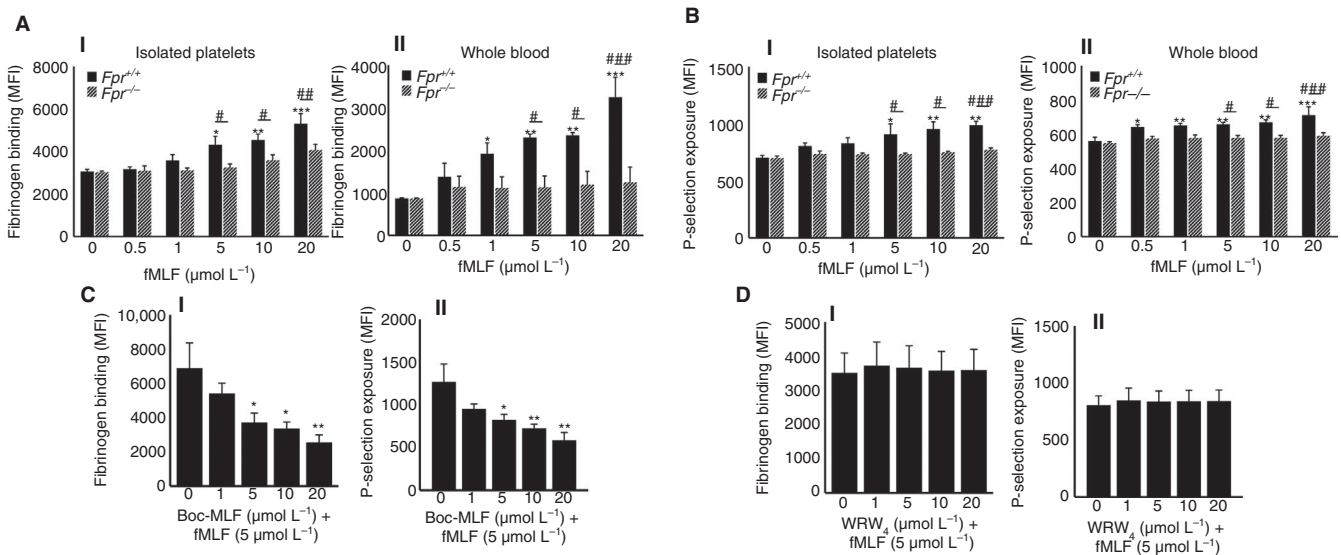 A
I
Isolated platelets
Fibrinogen binding (MFI)
8000
6000
4000
2000
0
Fpr+/+
Fpr–/–
#
*
#
**
##
***
0 0.5 1 5 10 20
fMLF (µmol L–1)
II
Whole blood
Fibrinogen binding (MFI)
4000
3000
2000
1000
0
Fpr+/+
Fpr–/–
*
#
**
#
**
###
***
0 0.5 1 5 10 20
fMLF (µmol L–1)
B
I
Isolated platelets
P-selection exposure (MFI)
1500
1000
500
0
Fpr+/+
Fpr–/–
#
*
#
**
###
**
0 0.5 1 5 10 20
fMLF (µmol L–1)
II
Whole blood
P-selection exposure (MFI)
1000
800
600
400
200
0
Fpr+/+
Fpr–/–
*
**
#
**
#
**
###
***
0 0.5 1 5 10 20
fMLF (µmol L–1)
C
I
Fibrinogen binding (MFI)
10,000
8000
6000
4000
2000
0
*
*
**
0 1 5 10 20
Boc-MLF (µmol L–1) +
fMLF (5 µmol L–1)
II
P-selection exposure (MFI)
2000
1500
1000
500
0
*
**
**
0 1 5 10 20
Boc-MLF (µmol L–1) +
fMLF (5 µmol L–1)
D
I
Fibrinogen binding (MFI)
5000
4000
3000
2000
1000
0
0 1 5 10 20
WRW4 (µmol L–1) +
fMLF (5 µmol L–1)
II
P-selection exposure (MFI)
1500
1000
500
0
0 1 5 10 20
WRW4 (µmol L–1) +
fMLF (5 µmol L–1)